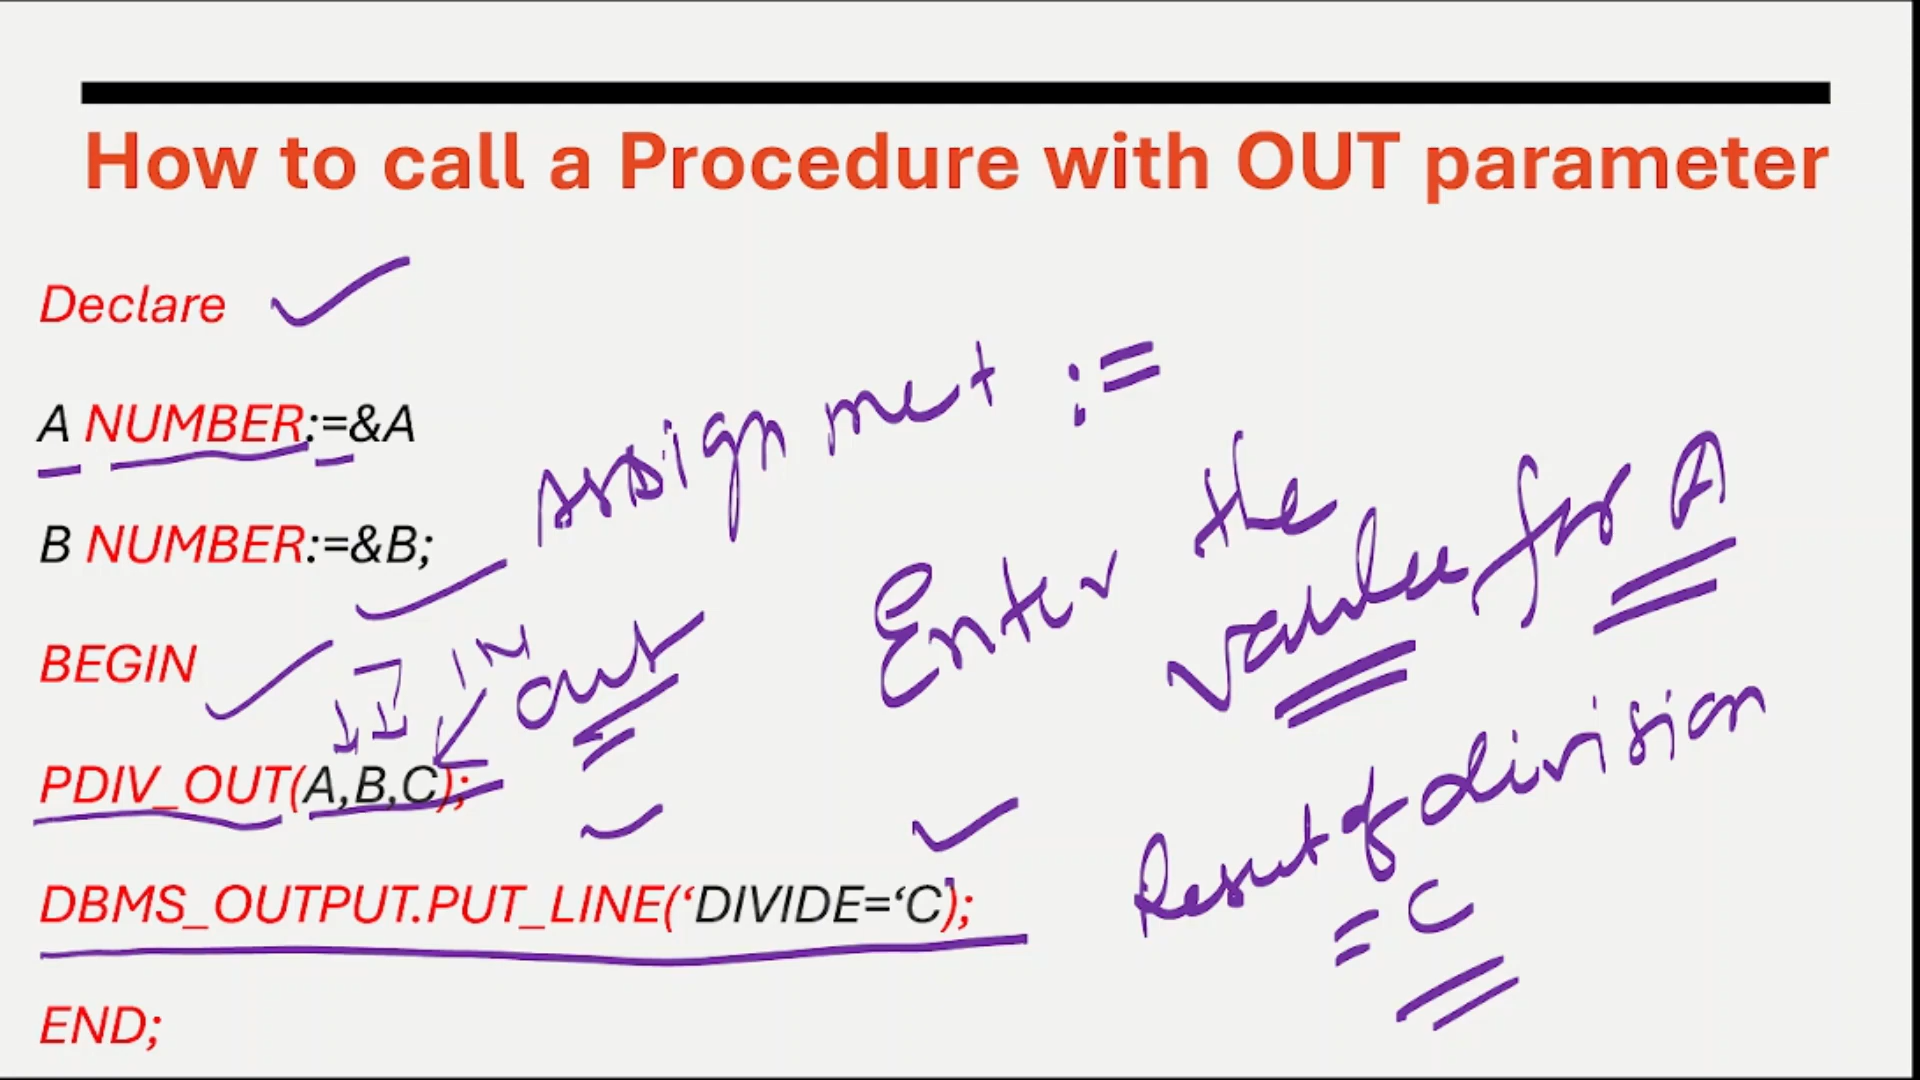 How to call a Procedure with OUT parameter
Declare
A NUMBER:=&A
Assignmet :=
B NUMBER:=&B;
Enter the
value for A
BEGIN
IN out
PDIV_OUT(A,B,C);
Result of division
= C
DBMS_OUTPUT.PUT_LINE(‘DIVIDE=‘C);
END;